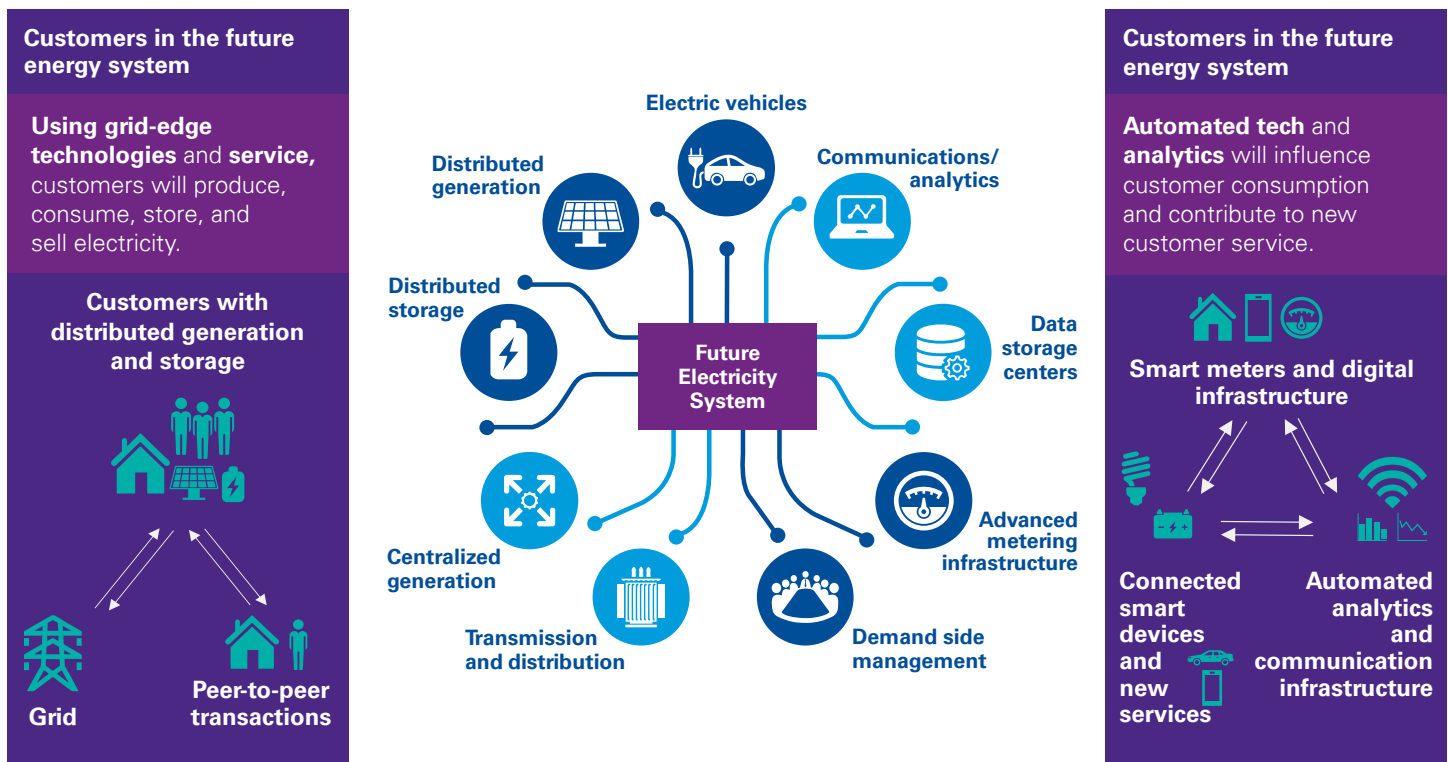 Customers in the future
energy system
Using grid-edge
technologies and service,
customers will produce,
consume, store, and
sell electricity.
Customers with
distributed generation
and storage
Grid
Peer-to-peer
transactions
Electric vehicles
Distributed
generation
Communications/
analytics
Distributed
storage
Data
storage
centers
Future
Electricity
System
Centralized
generation
Advanced
metering
infrastructure
Transmission
and distribution
Demand side
management
Customers in the future
energy system
Automated tech and
analytics will influence
customer consumption
and contribute to new
customer service.
Smart meters and digital
infrastructure
Connected
smart
devices
and
new
services
Automated
analytics
and
communication
infrastructure